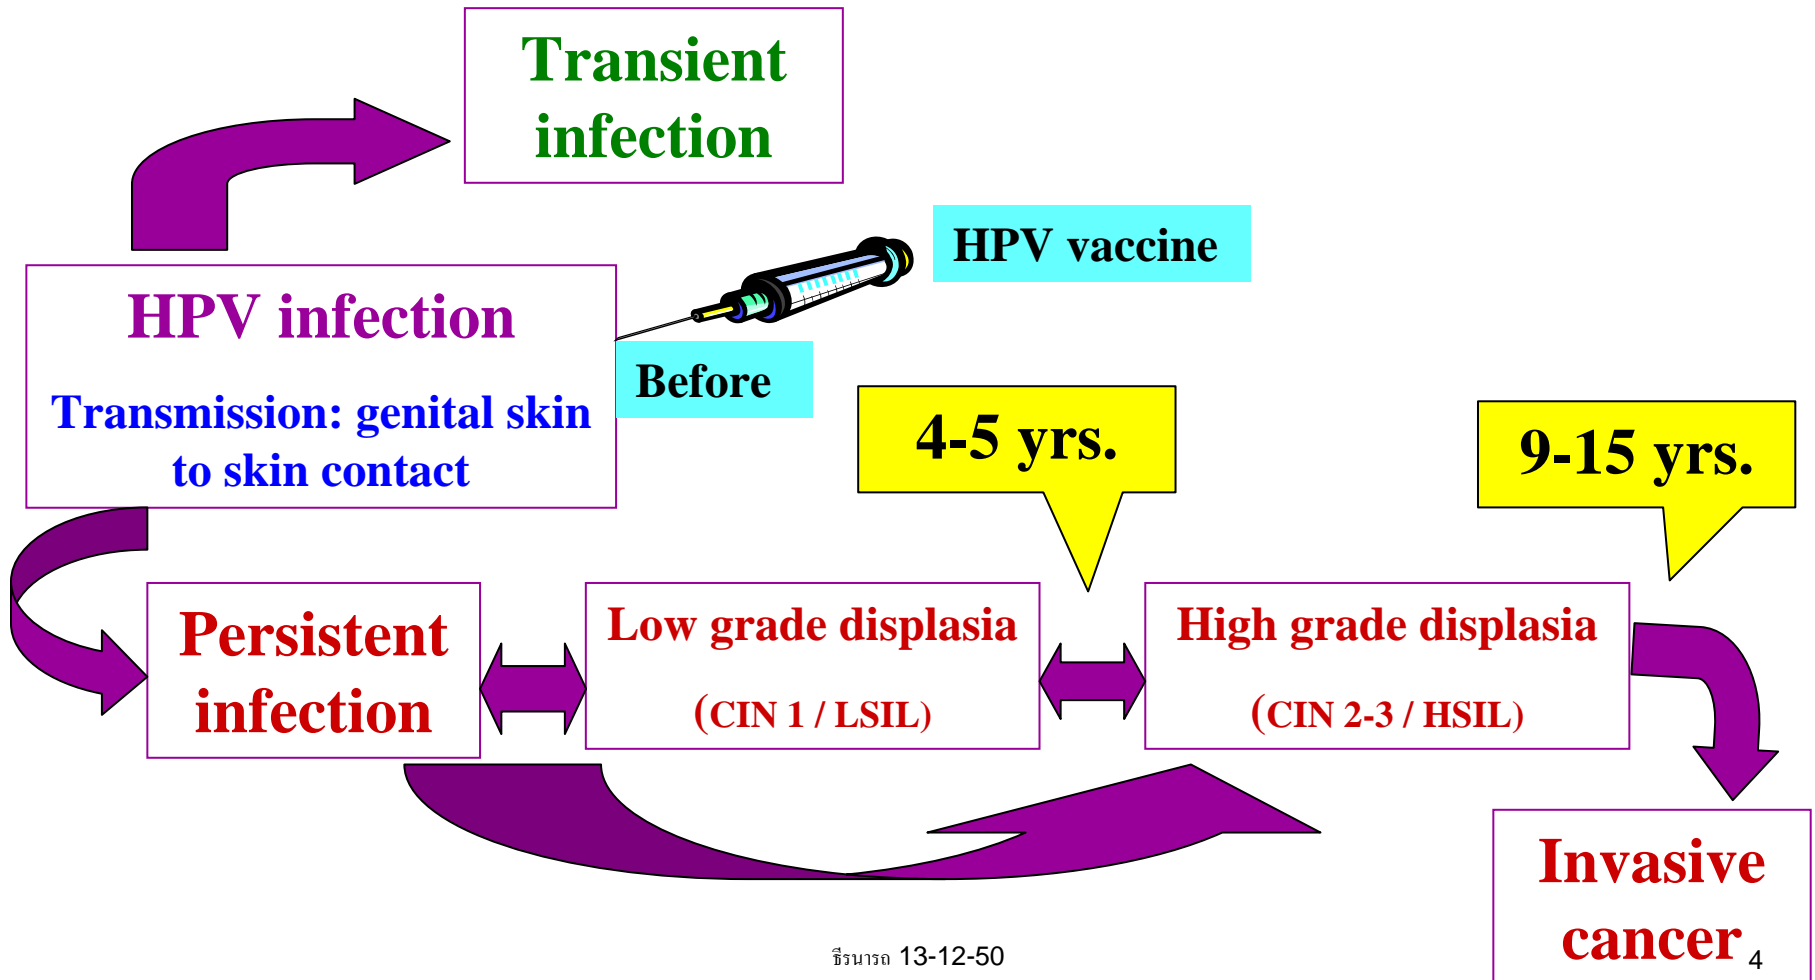 Transient
infection
HPV vaccine
HPV infection
Transmission: genital skin
to skin contact
Before
4-5 yrs.
9-15 yrs.
Persistent
infection
Low grade displasia
(CIN 1 / LSIL)
High grade displasia
(CIN 2-3 / HSIL)
Invasive
cancer
ธีรนารถ 13-12-50
4